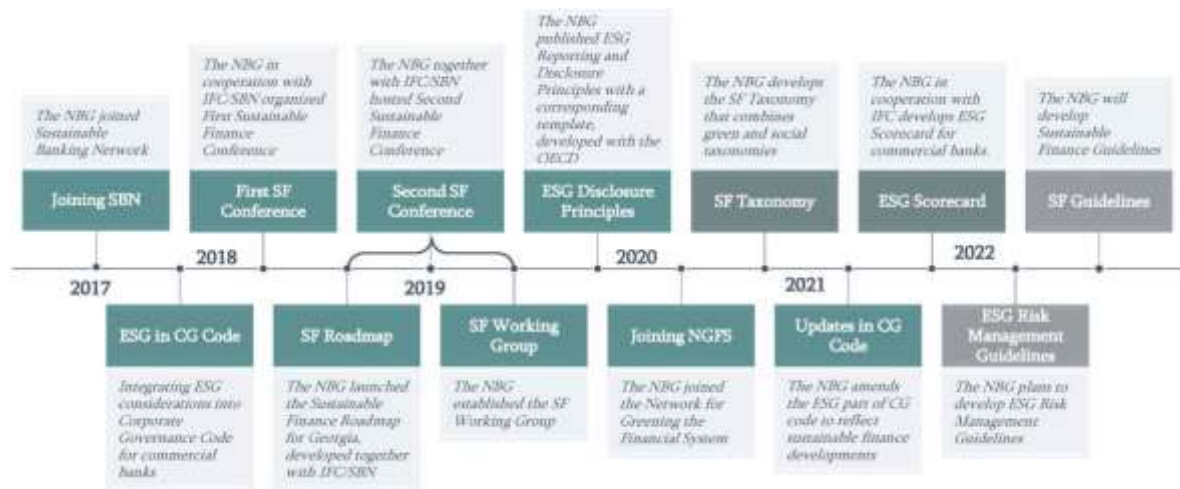 The NBG joined
Sustainable
Banking Network
Joining SBN
The NBG in
cooperation with
IFC/SBN organized
First Sustainable
Finance
Conference
First SF
Conference
The NBG together
with IFC/SBN
hosted Second
Sustainable
Finance
Conference
Second SF
Conference
The NBG
published ESG
Reporting and
Disclosure
Principles with a
corresponding
template,
developed with the
OECD
ESG Disclosure
Principles
The NBG develops
the SF Taxonomy
that combines
green and social
taxonomies
SF Taxonomy
The NBG in
cooperation with
IFC develops ESG
Scorecard for
commercial banks.
ESG Scorecard
The NBG will
develop
Sustainable
Finance Guidelines
SF Guidelines
2017
2018
2019
2020
2021
2022
ESG in CG Code
Integrating ESG
considerations into
Corporate
Governance Code
for commercial
banks
SF Roadmap
The NBG launched
the Sustainable
Finance Roadmap
for Georgia,
developed together
with IFC/SBN
SF Working
Group
The NBG
established the SF
Working Group
Joining NGFS
The NBG joined
the Network for
Greening the
Financial System
Updates in CG
Code
The NBG amends
the ESG part of CG
code to reflect
sustainable finance
developments
ESG Risk
Management
Guidelines
The NBG plans to
develop ESG Risk
Management
Guidelines